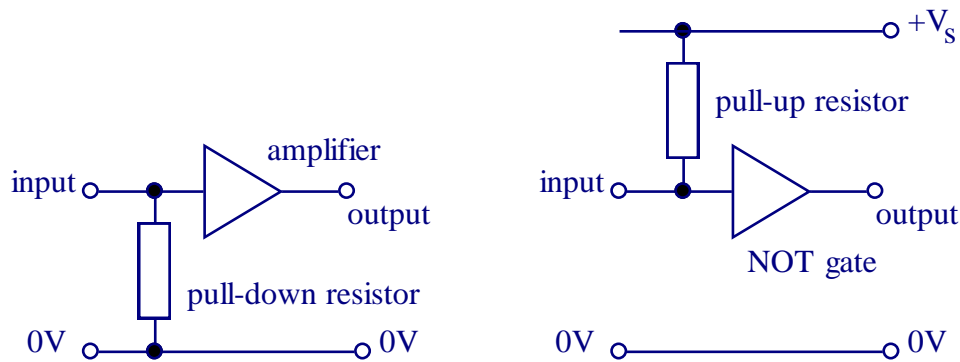 amplifier
input
output
pull-down resistor
0V
0V
+Vs
pull-up resistor
input
output
NOT gate
0V
0V